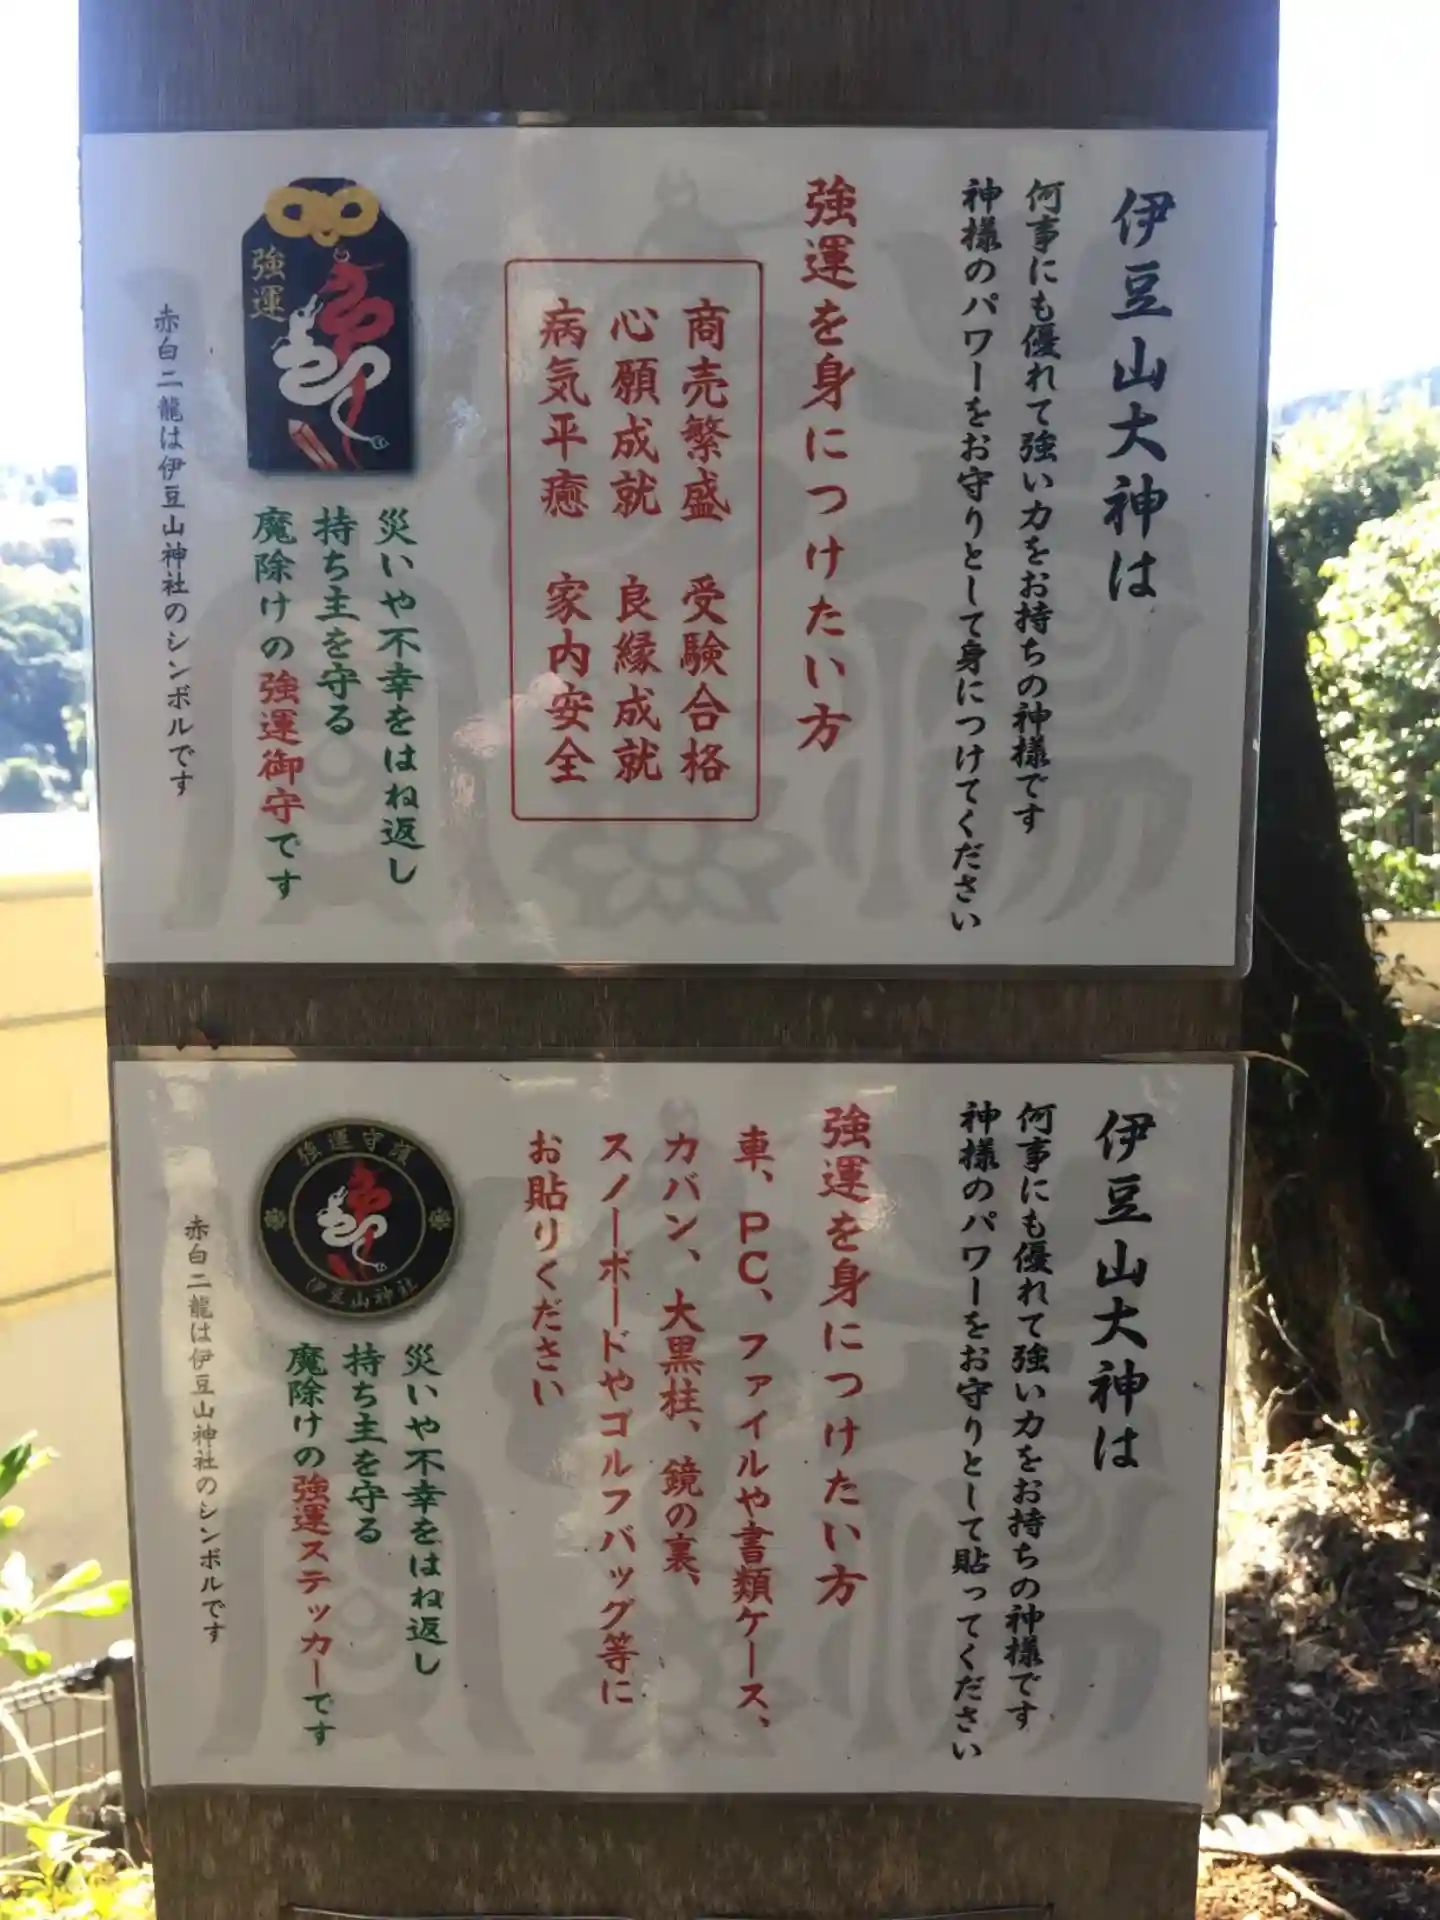 伊豆山大神は
何事にも優れて強い力をお持ちの神様です
神様のパワーをお守りとして身につけてください
強運を身につけたい方
商売繁盛 受験合格
心願成就 良縁成就
病気平癒 家内安全
強運
災いや不幸をはね返し
持ち主を守る
魔除けの強運御守です
赤白二龍は伊豆山神社のシンボルです
伊豆山大神は
何事にも優れて強い力をお持ちの神様です
神様のパワーをお守りとして貼ってください
強運を身につけたい方
車、PC、ファイルや書類ケース、
カバン、大黒柱、鏡の裏、
スノーボードやゴルフバッグ等に
お貼りください
強運守護
伊豆山神社
災いや不幸をはね返し
持ち主を守る
魔除けの強運ステッカーです
赤白二龍は伊豆山神社のシンボルです